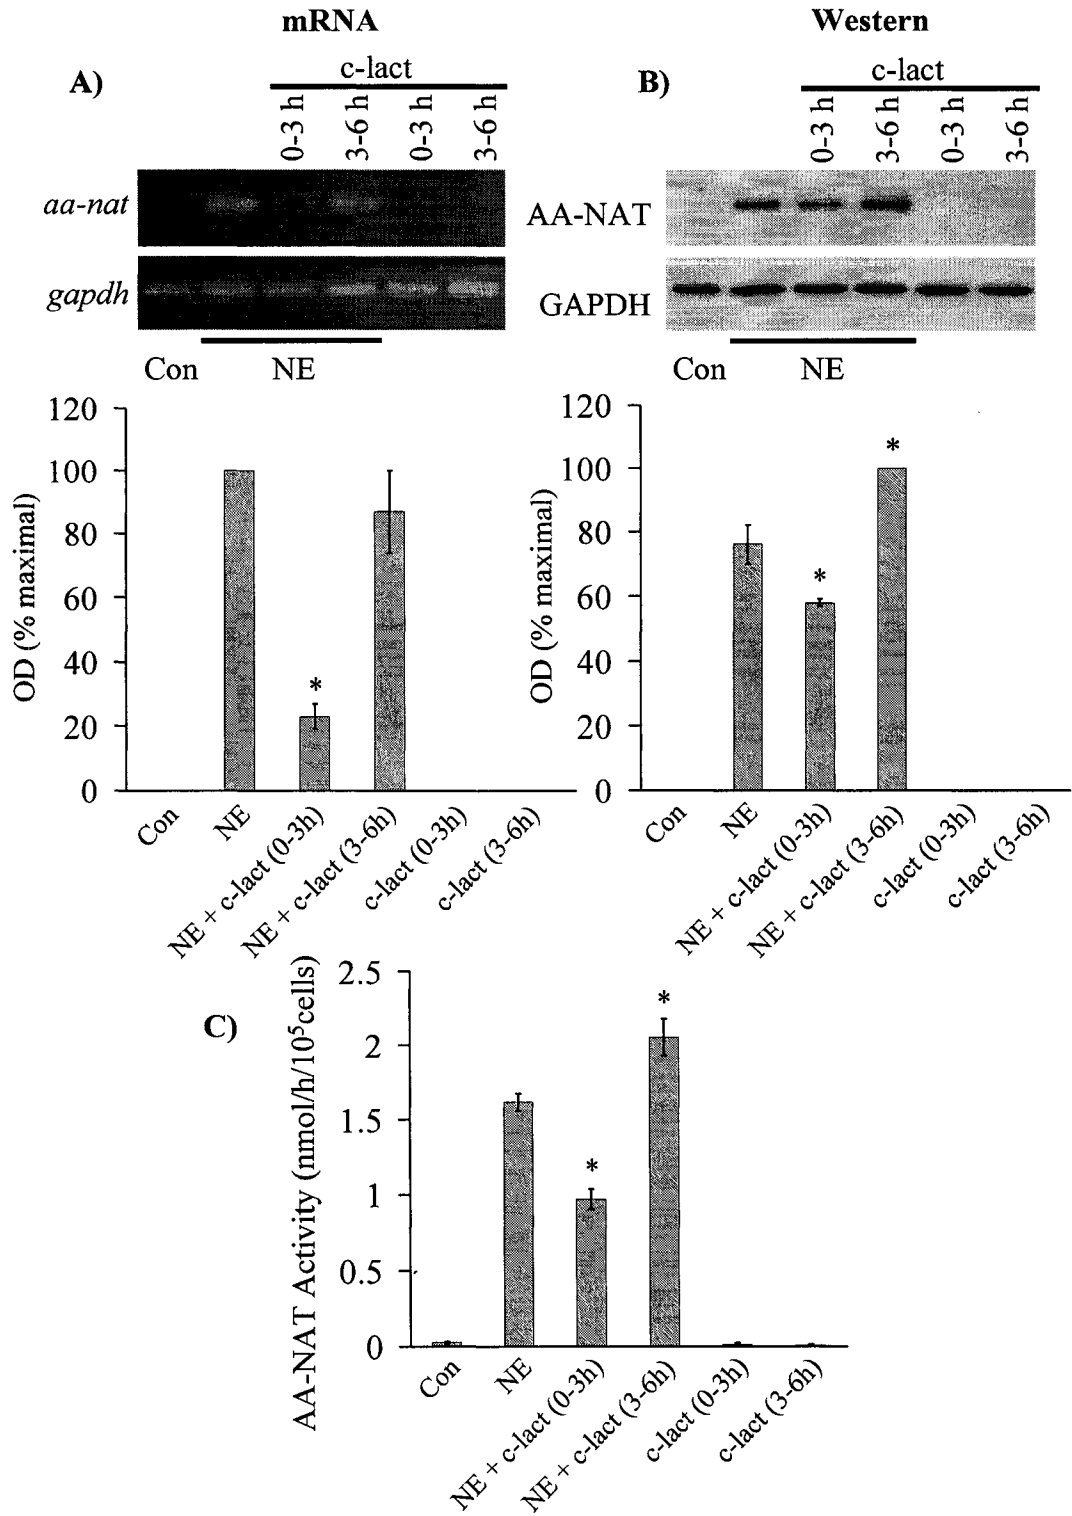 mRNA
A)
c-lact
0-3 h
3-6 h
0-3 h
3-6 h
aa-nat
gapdh
Con
NE
OD (% maximal)
120
100
80
60
40
20
0
*
Con
NE
NE + c-lact (0-3h)
NE + c-lact (3-6h)
c-lact (0-3h)
c-lact (3-6h)
Western
B)
c-lact
0-3 h
3-6 h
0-3 h
3-6 h
AA-NAT
GAPDH
Con
NE
OD (% maximal)
120
100
80
60
40
20
0
*
*
Con
NE
NE + c-lact (0-3h)
NE + c-lact (3-6h)
c-lact (0-3h)
c-lact (3-6h)
C)
AA-NAT Activity (nmol/h/10⁵cells)
2.5
2
1.5
1
0.5
0
*
*
Con
NE
NE + c-lact (0-3h)
NE + c-lact (3-6h)
c-lact (0-3h)
c-lact (3-6h)